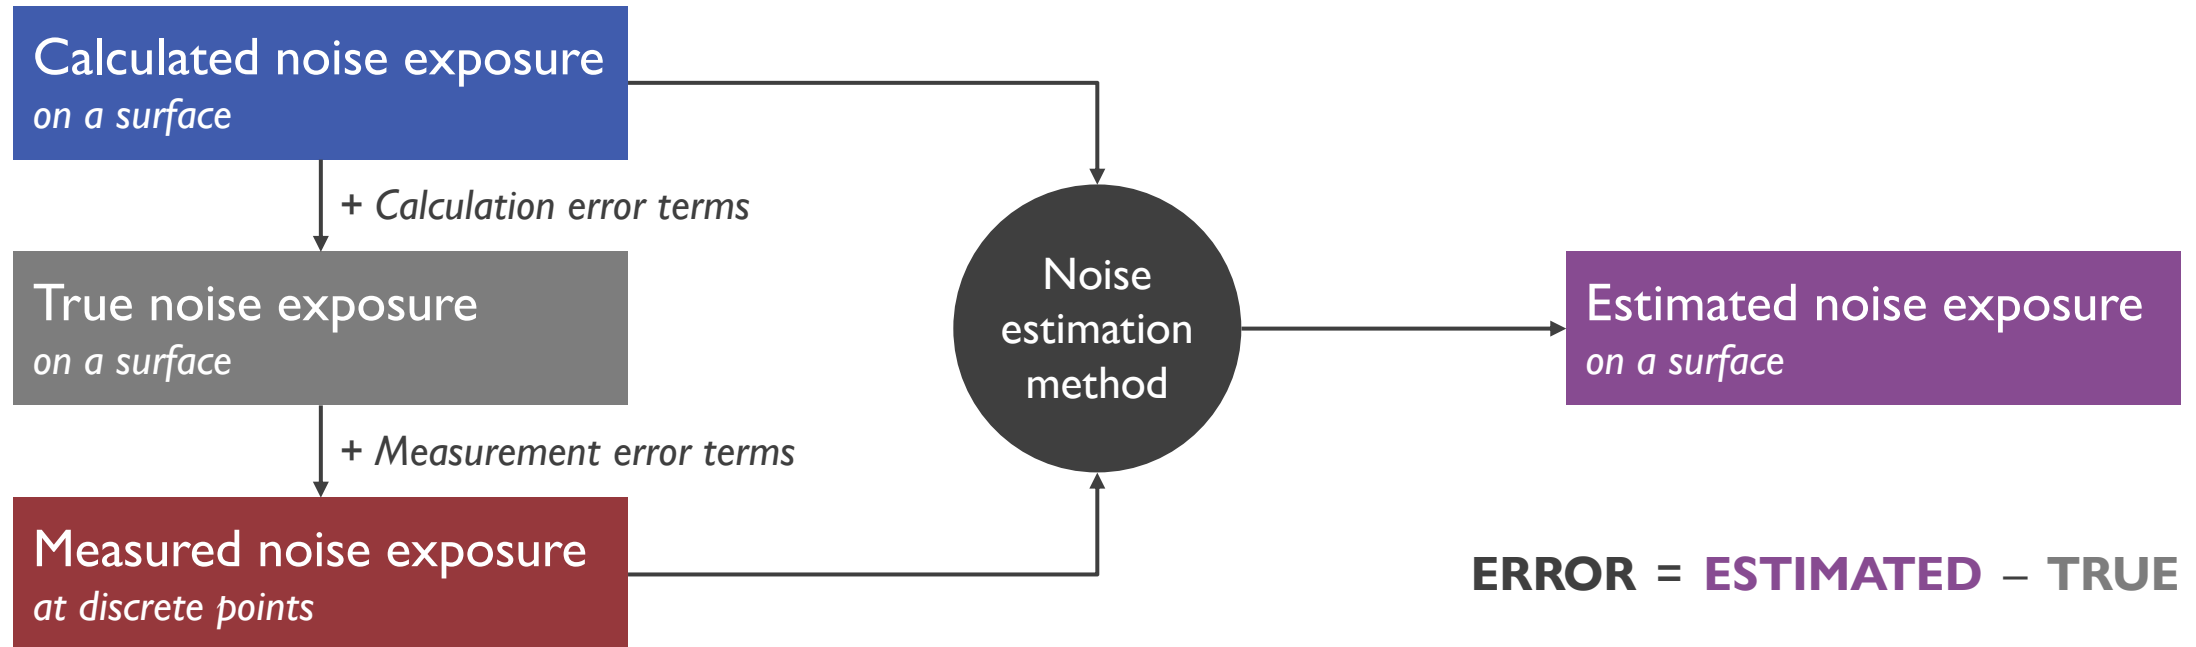 Calculated noise exposure
on a surface
+ Calculation error terms
True noise exposure
on a surface
+ Measurement error terms
Measured noise exposure
at discrete points
Noise
estimation
method
Estimated noise exposure
on a surface
ERROR = ESTIMATED – TRUE